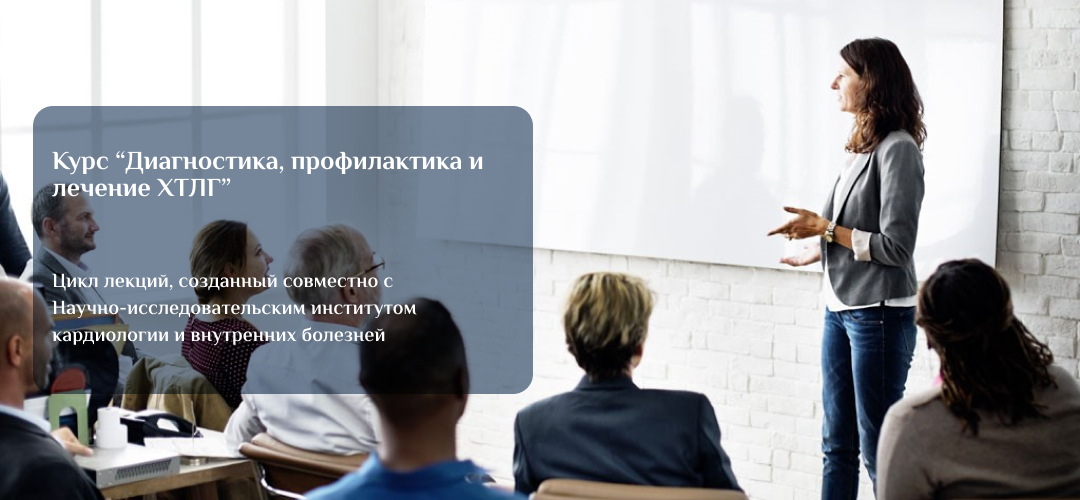 Курс “Диагностика, профилактика и
лечение ХТЛГ”
Цикл лекций, созданный совместно с
Научно-исследовательским институтом
кардиологии и внутренних болезней